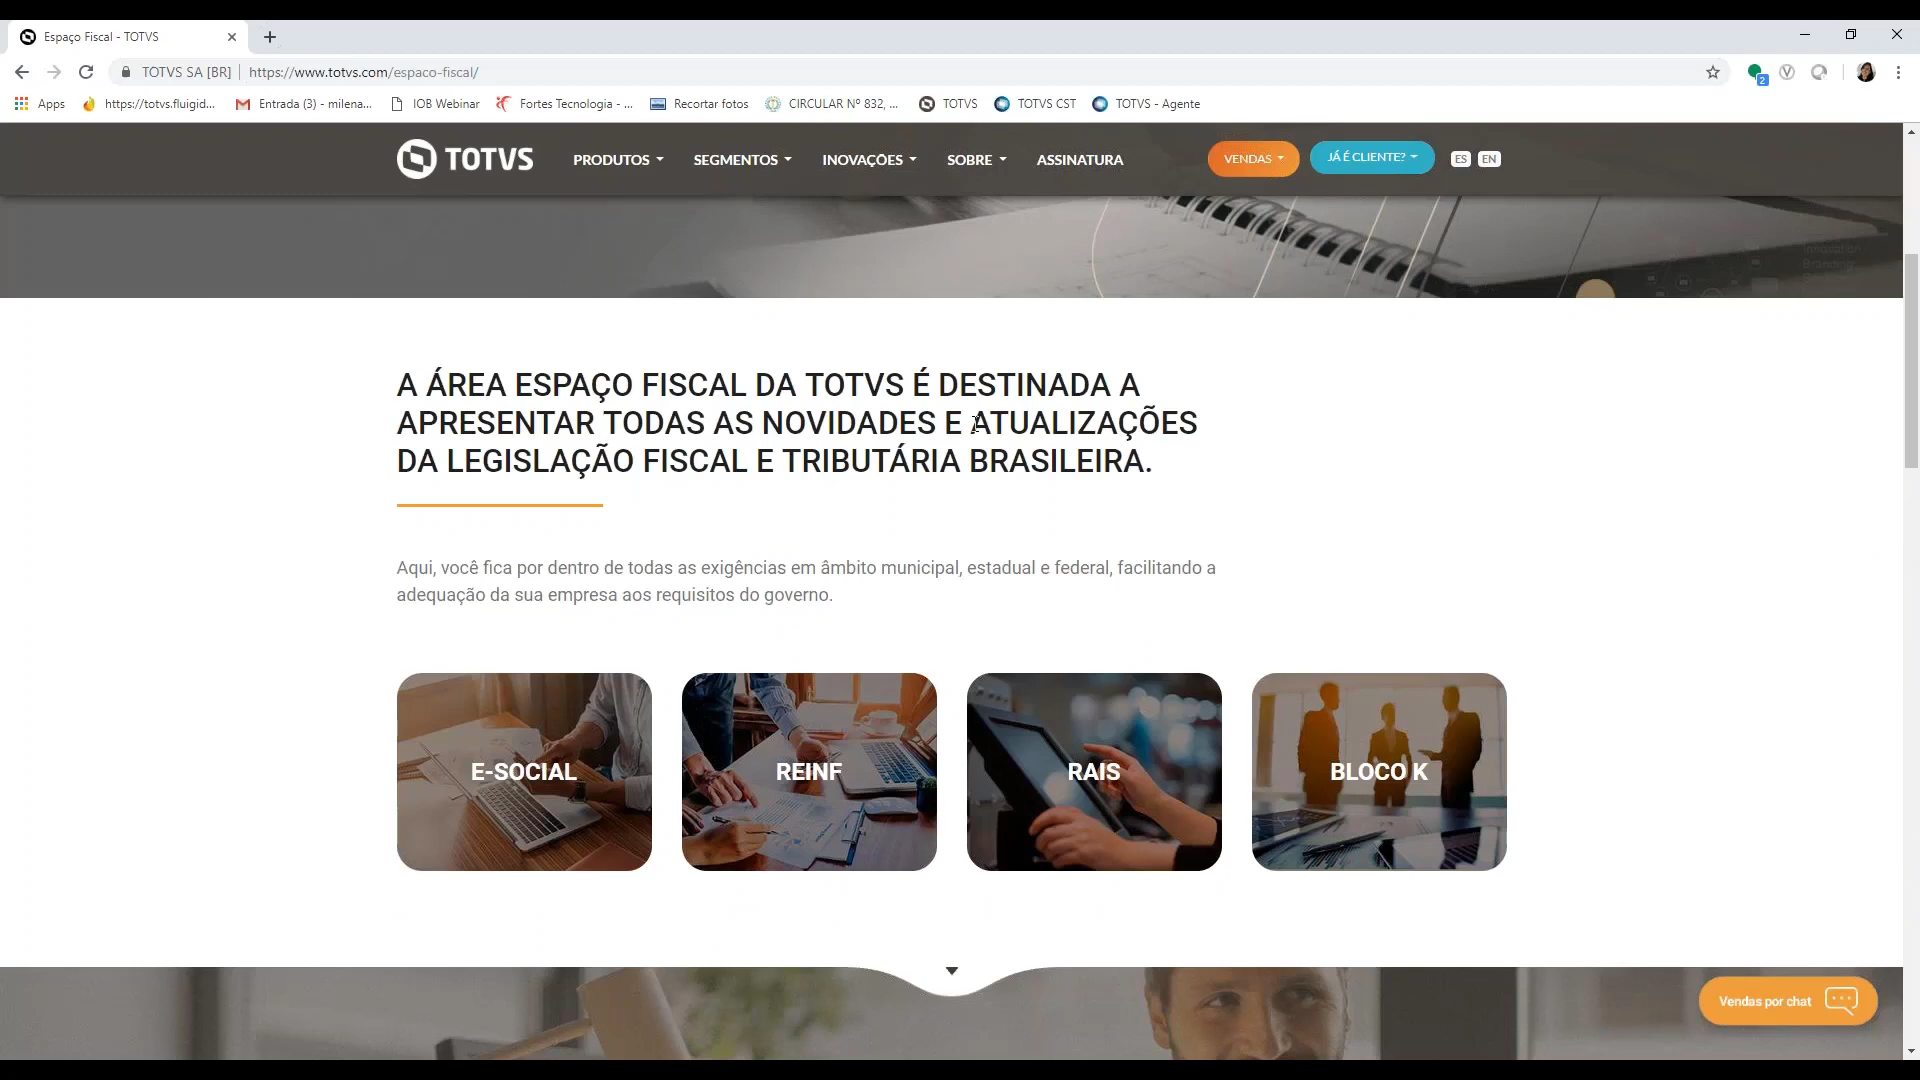 Espaço Fiscal - TOTVS
TOTVS SA [BR] https://www.totvs.com/espaco-fiscal/
2
Apps https://totvs.fluigid... Entrada (3) - milena... IOB Webinar Fortes Tecnologia - ... Recortar fotos CIRCULAR Nº 832, ... TOTVS TOTVS CST TOTVS - Agente
TOTVS PRODUTOS SEGMENTOS INOVAÇÕES SOBRE ASSINATURA VENDAS JÁ É CLIENTE? ES EN
Innovation
Branding
A ÁREA ESPAÇO FISCAL DA TOTVS É DESTINADA A
APRESENTAR TODAS AS NOVIDADES E ATUALIZAÇÕES
DA LEGISLAÇÃO FISCAL E TRIBUTÁRIA BRASILEIRA.
Aqui, você fica por dentro de todas as exigências em âmbito municipal, estadual e federal, facilitando a
adequação da sua empresa aos requisitos do governo.
E-SOCIAL REINF RAIS BLOCO K
Vendas por chat